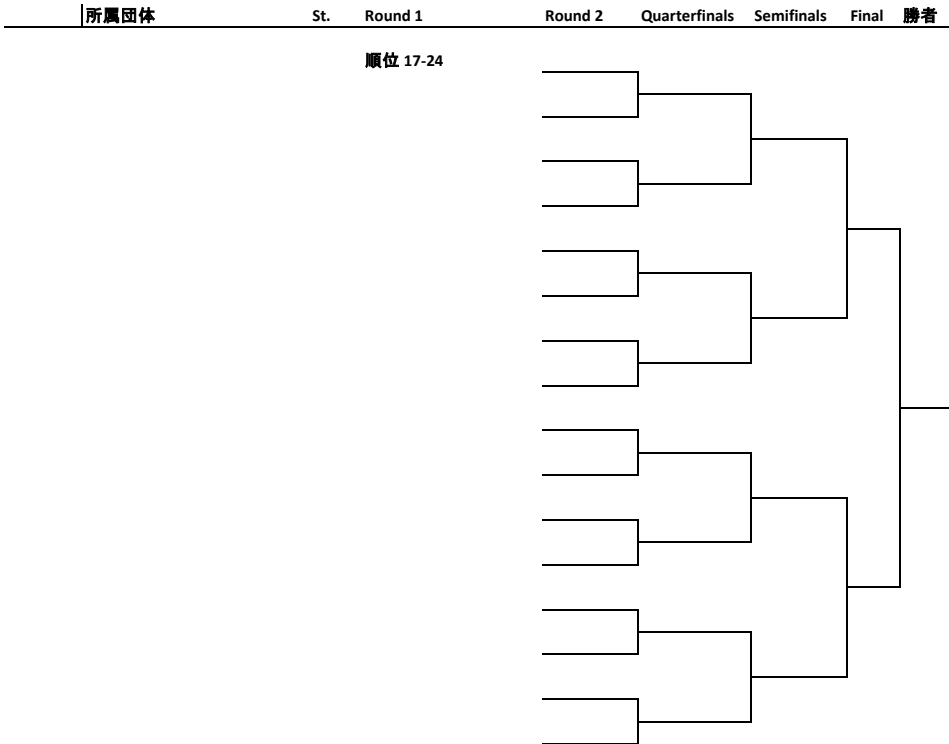 所属団体 St. Round 1 Round 2 Quarterfinals Semifinals Final 勝者
順位 17-24